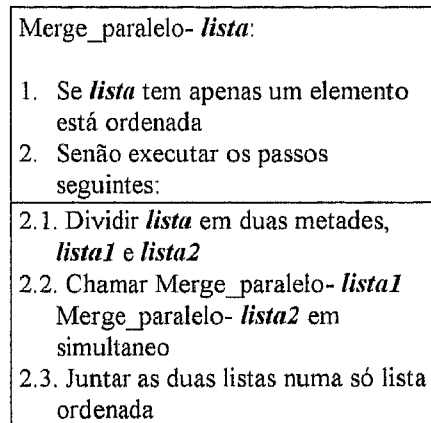 Merge_paralelo- lista:
1. Se lista tem apenas um elemento
está ordenada
2. Senão executar os passos
seguintes:
2.1. Dividir lista em duas metades,
lista1 e lista2
2.2. Chamar Merge_paralelo- lista1
Merge_paralelo- lista2 em
simultaneo
2.3. Juntar as duas listas numa só lista
ordenada